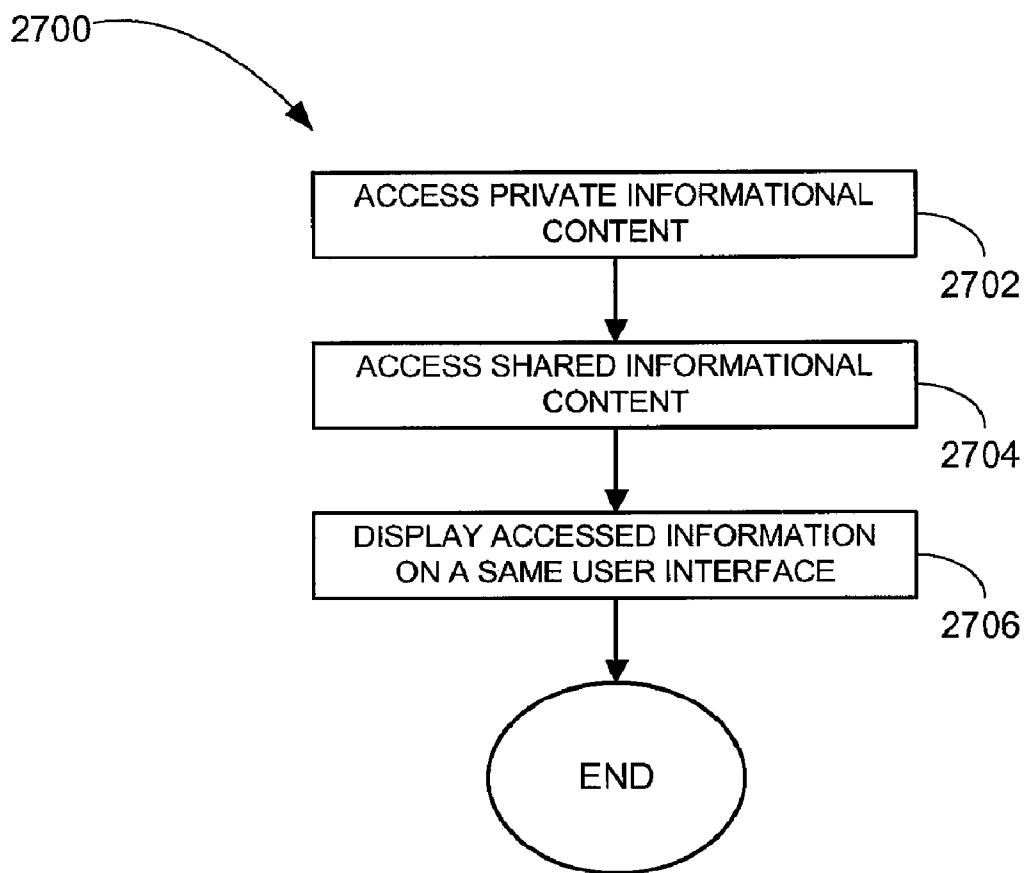 2700
ACCESS PRIVATE INFORMATIONAL
CONTENT
2702
ACCESS SHARED INFORMATIONAL
CONTENT
2704
DISPLAY ACCESSED INFORMATION
ON A SAME USER INTERFACE
2706
END